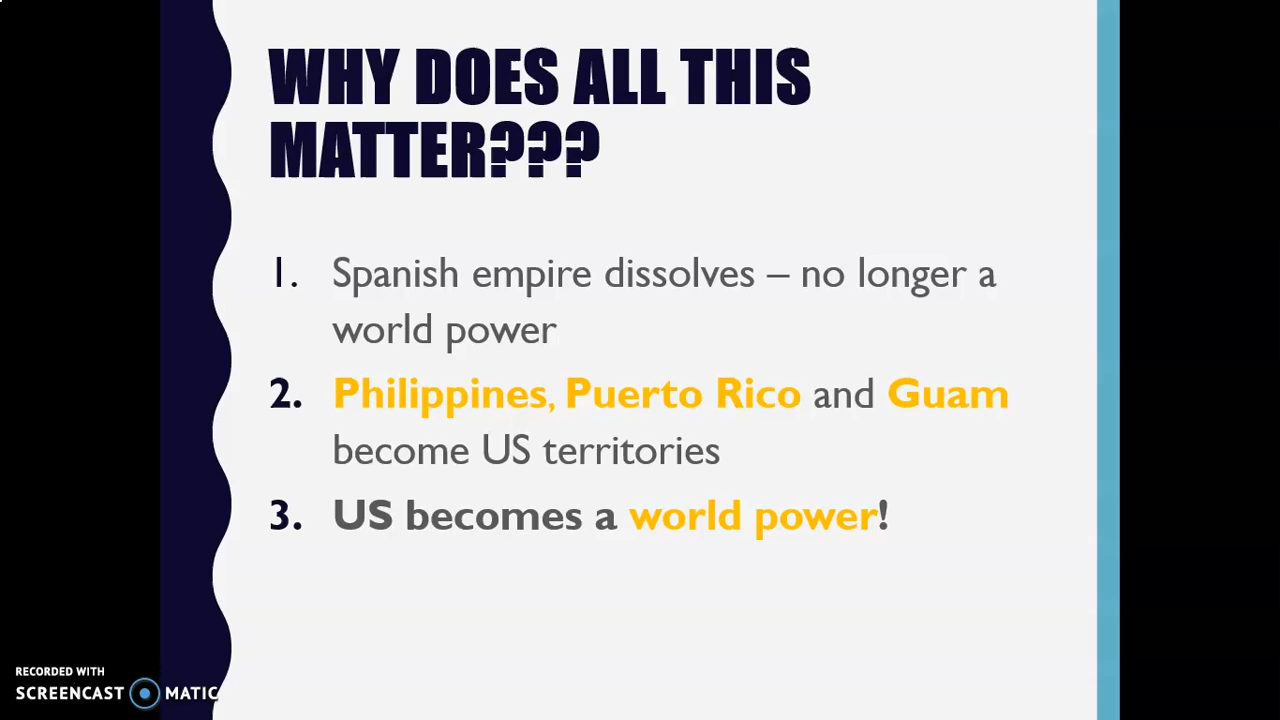 WHY DOES ALL THIS
MATTER???
1. Spanish empire dissolves – no longer a
world power
2. Philippines, Puerto Rico and Guam
become US territories
3. US becomes a world power!
RECORDED WITH
SCREENCAST MATIC